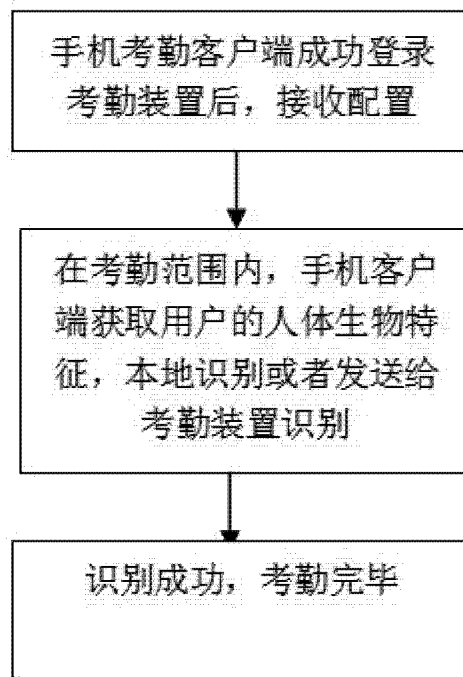 手机考勤客户端成功登录
考勤装置后，接收配置
在考勤范围内，手机客户
端获取用户的人体生物特
征，本地识别或者发送给
考勤装置识别
识别成功，考勤完毕